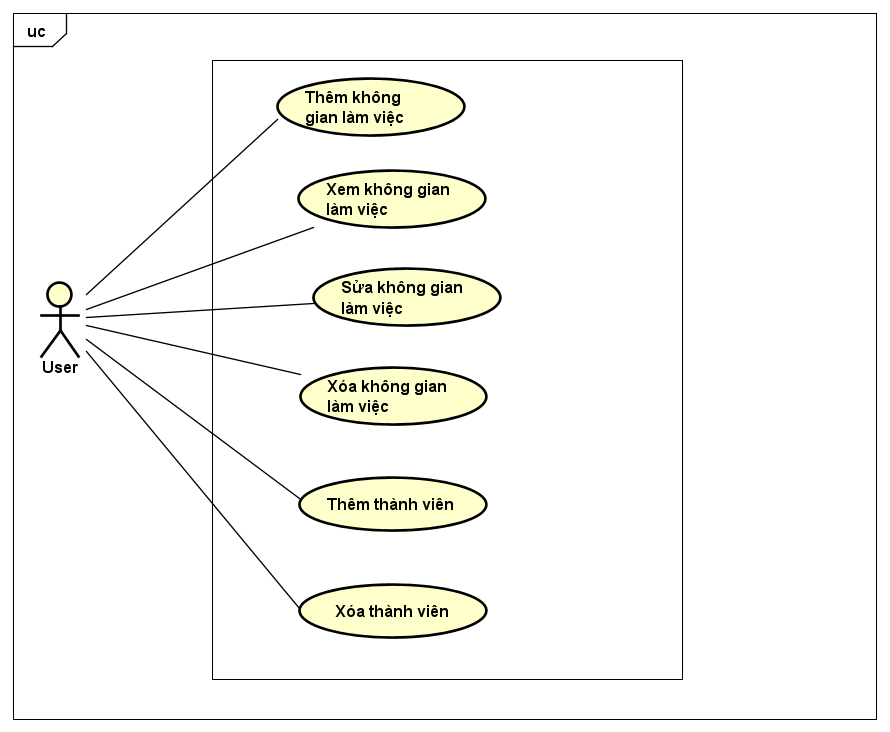 uc
Thêm không
gian làm việc
Xem không gian
làm việc
Sửa không gian
làm việc
Xóa không gian
làm việc
User
Thêm thành viên
Xóa thành viên